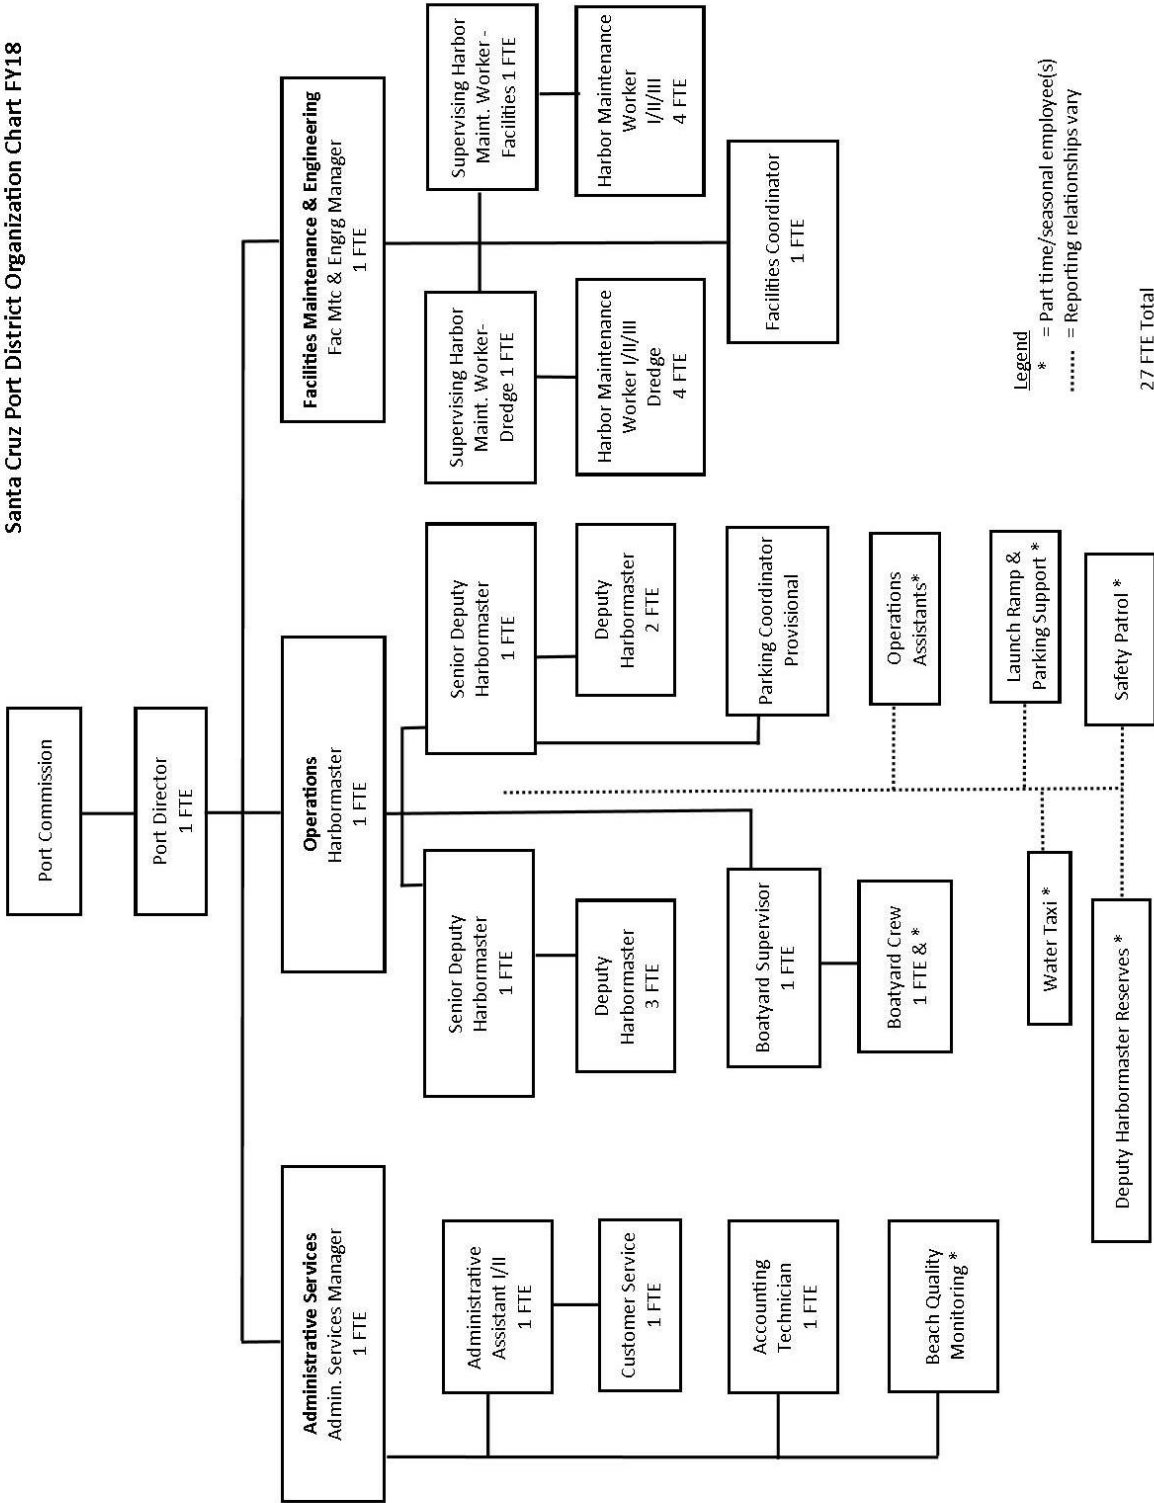 Santa Cruz Port District Organization Chart FY18
Port Commission
Port Director
1 FTE
Administrative Services
Admin. Services Manager
1 FTE
Administrative
Assistant I/II
1 FTE
Customer Service
1 FTE
Accounting
Technician
1 FTE
Beach Quality
Monitoring *
Operations
Harbormaster
1 FTE
Senior Deputy
Harbormaster
1 FTE
Deputy
Harbormaster
3 FTE
Boatyard Supervisor
1 FTE
Boatyard Crew
1 FTE & *
Water Taxi *
Deputy Harbormaster Reserves *
Senior Deputy
Harbormaster
1 FTE
Deputy
Harbormaster
2 FTE
Parking Coordinator
Provisional
Operations
Assistants*
Launch Ramp &
Parking Support *
Safety Patrol *
Facilities Maintenance & Engineering
Fac Mtc & Engrg Manager
1 FTE
Supervising Harbor
Maint. Worker-
Dredge 1 FTE
Harbor Maintenance
Worker I/II/III
Dredge
4 FTE
Supervising Harbor
Maint. Worker -
Facilities 1 FTE
Harbor Maintenance
Worker
I/II/III
4 FTE
Facilities Coordinator
1 FTE
Legend
* = Part time/seasonal employee(s)
....... = Reporting relationships vary
27 FTE Total